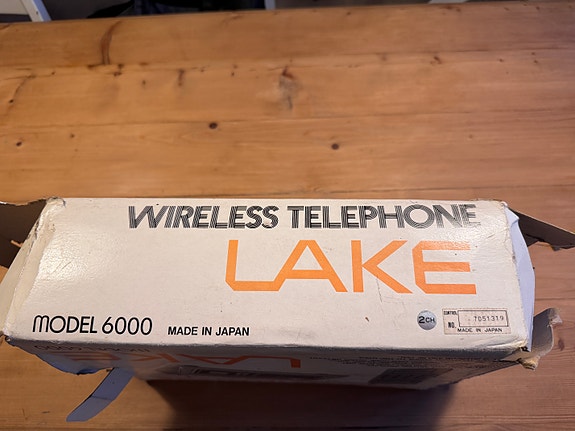 WIRELESS TELEPHONE
LAKE
MODEL 6000 MADE IN JAPAN
2CH
CONTROL NO. 7051319
MADE IN JAPAN